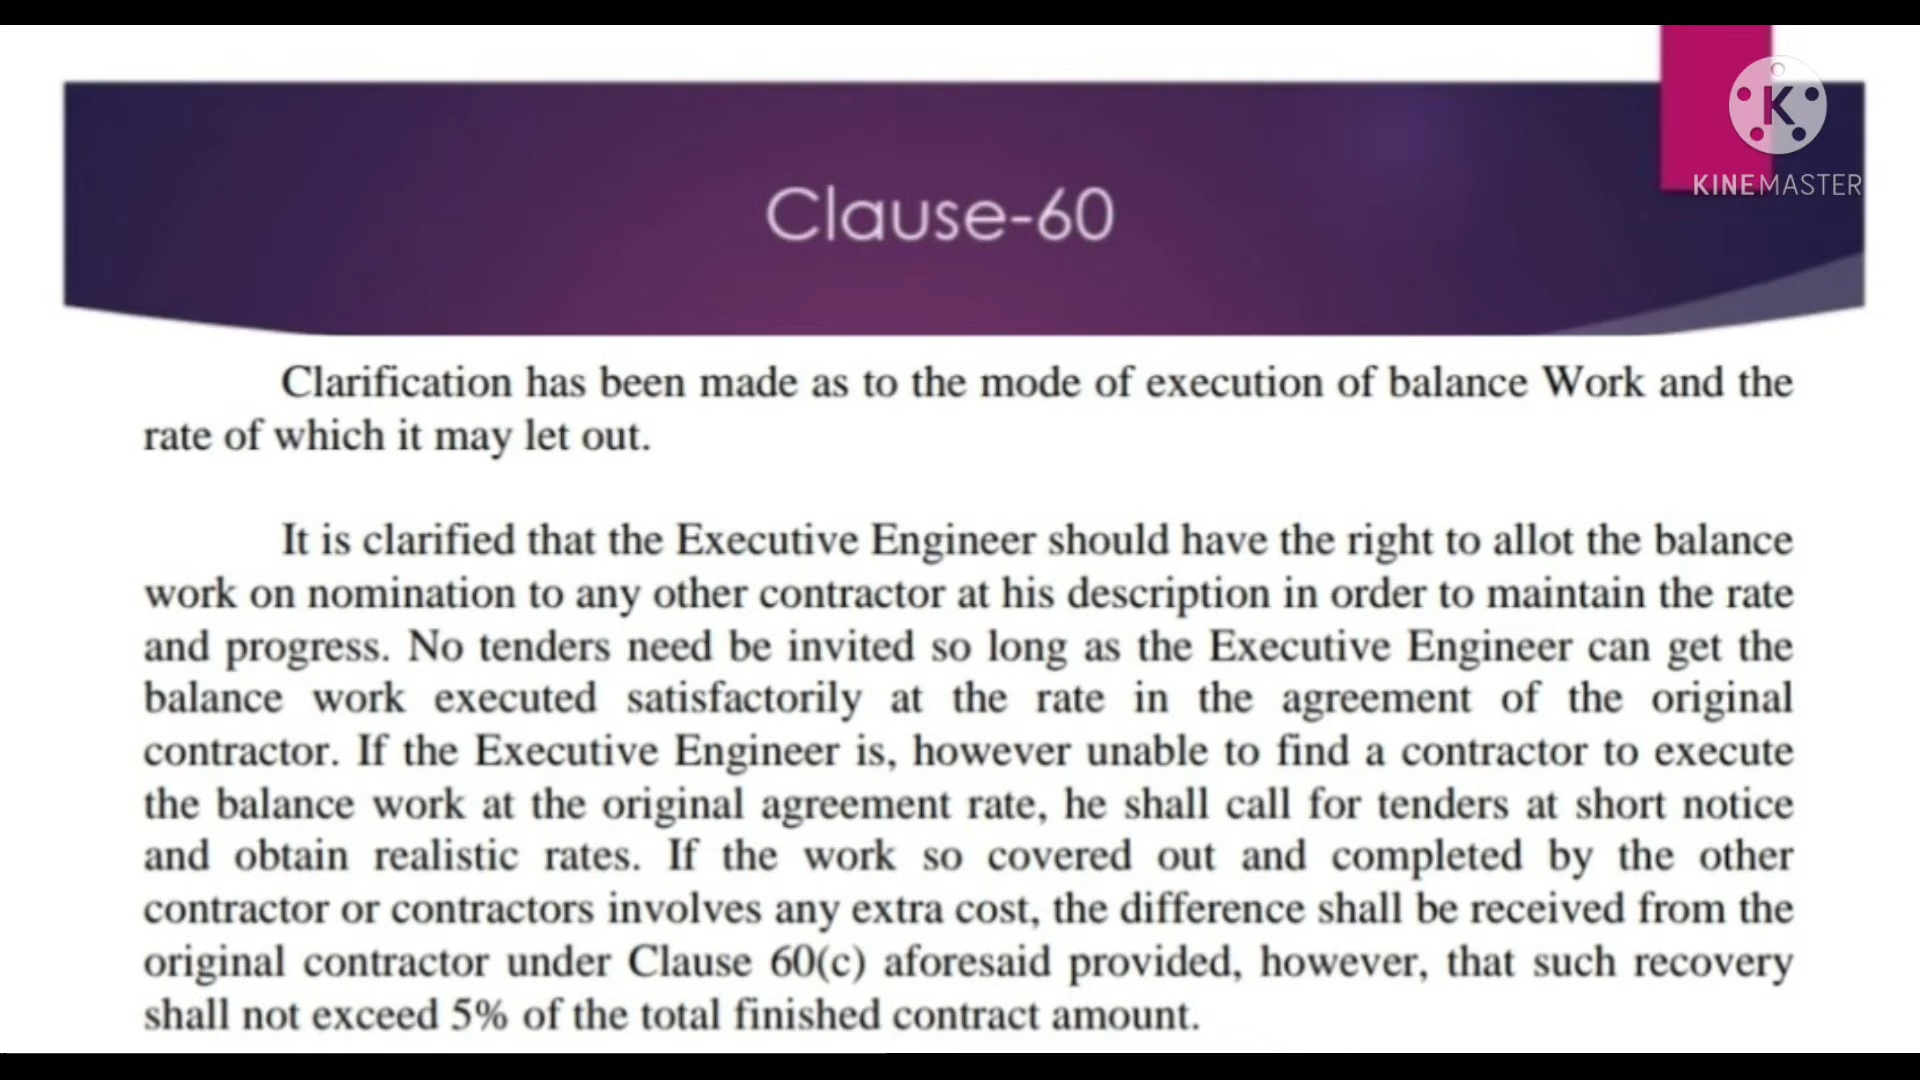 K
KINEMASTER
Clause-60
Clarification has been made as to the mode of execution of balance Work and the
rate of which it may let out.
It is clarified that the Executive Engineer should have the right to allot the balance
work on nomination to any other contractor at his description in order to maintain the rate
and progress. No tenders need be invited so long as the Executive Engineer can get the
balance work executed satisfactorily at the rate in the agreement of the original
contractor. If the Executive Engineer is, however unable to find a contractor to execute
the balance work at the original agreement rate, he shall call for tenders at short notice
and obtain realistic rates. If the work so covered out and completed by the other
contractor or contractors involves any extra cost, the difference shall be received from the
original contractor under Clause 60(c) aforesaid provided, however, that such recovery
shall not exceed 5% of the total finished contract amount.